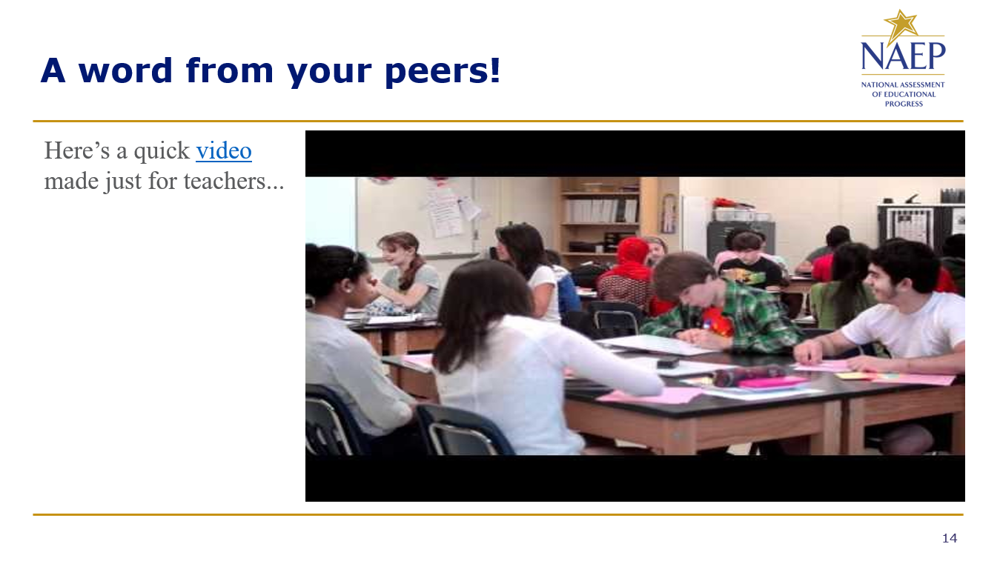 A word from your peers!
NAEP
NATIONAL ASSESSMENT
OF EDUCATIONAL
PROGRESS
Here’s a quick video
made just for teachers...
14